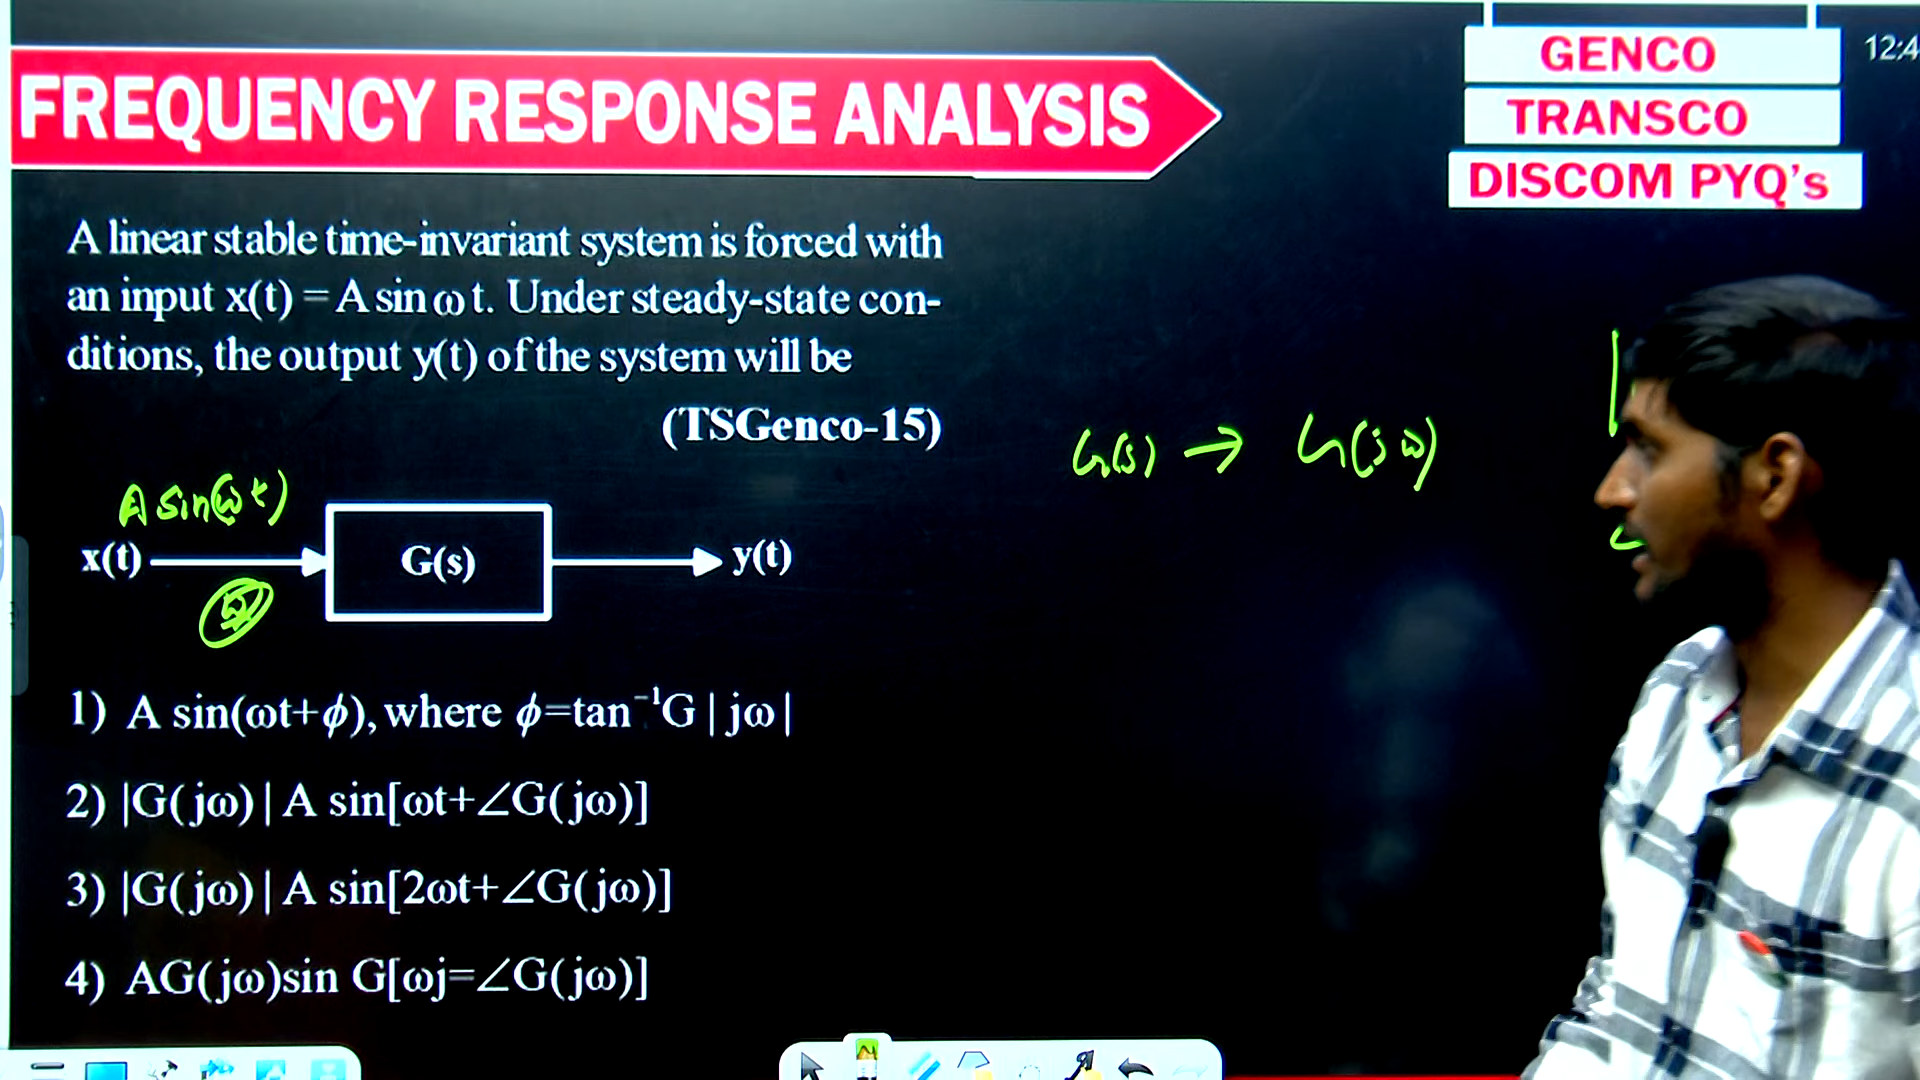 FREQUENCY RESPONSE ANALYSIS
GENCO
TRANSCO
DISCOM PYQ's
12:4
A linear stable time-invariant system is forced with
an input x(t) = A sin ω t. Under steady-state con-
ditions, the output y(t) of the system will be
(TSGenco-15)
G(s) → G(jω)
A sin(ωt)
x(t)
G(s)
y(t)
1) A sin(ωt+ϕ), where ϕ=tan⁻¹G | jω |
2) |G(jω)| A sin[ωt+∠G(jω)]
3) |G(jω)| A sin[2ωt+∠G(jω)]
4) AG(jω)sin G[ωj=∠G(jω)]